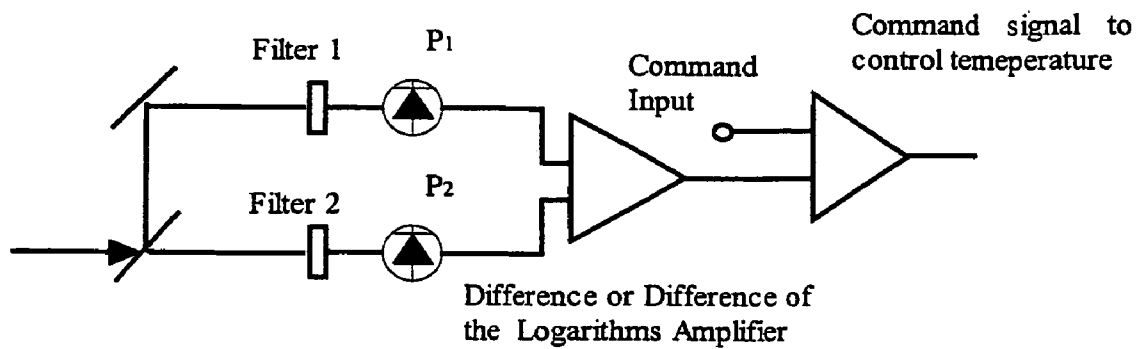 Command signal to
control temeperature
Filter 1
P1
Command
Input
Filter 2
P2
Difference or Difference of
the Logarithms Amplifier